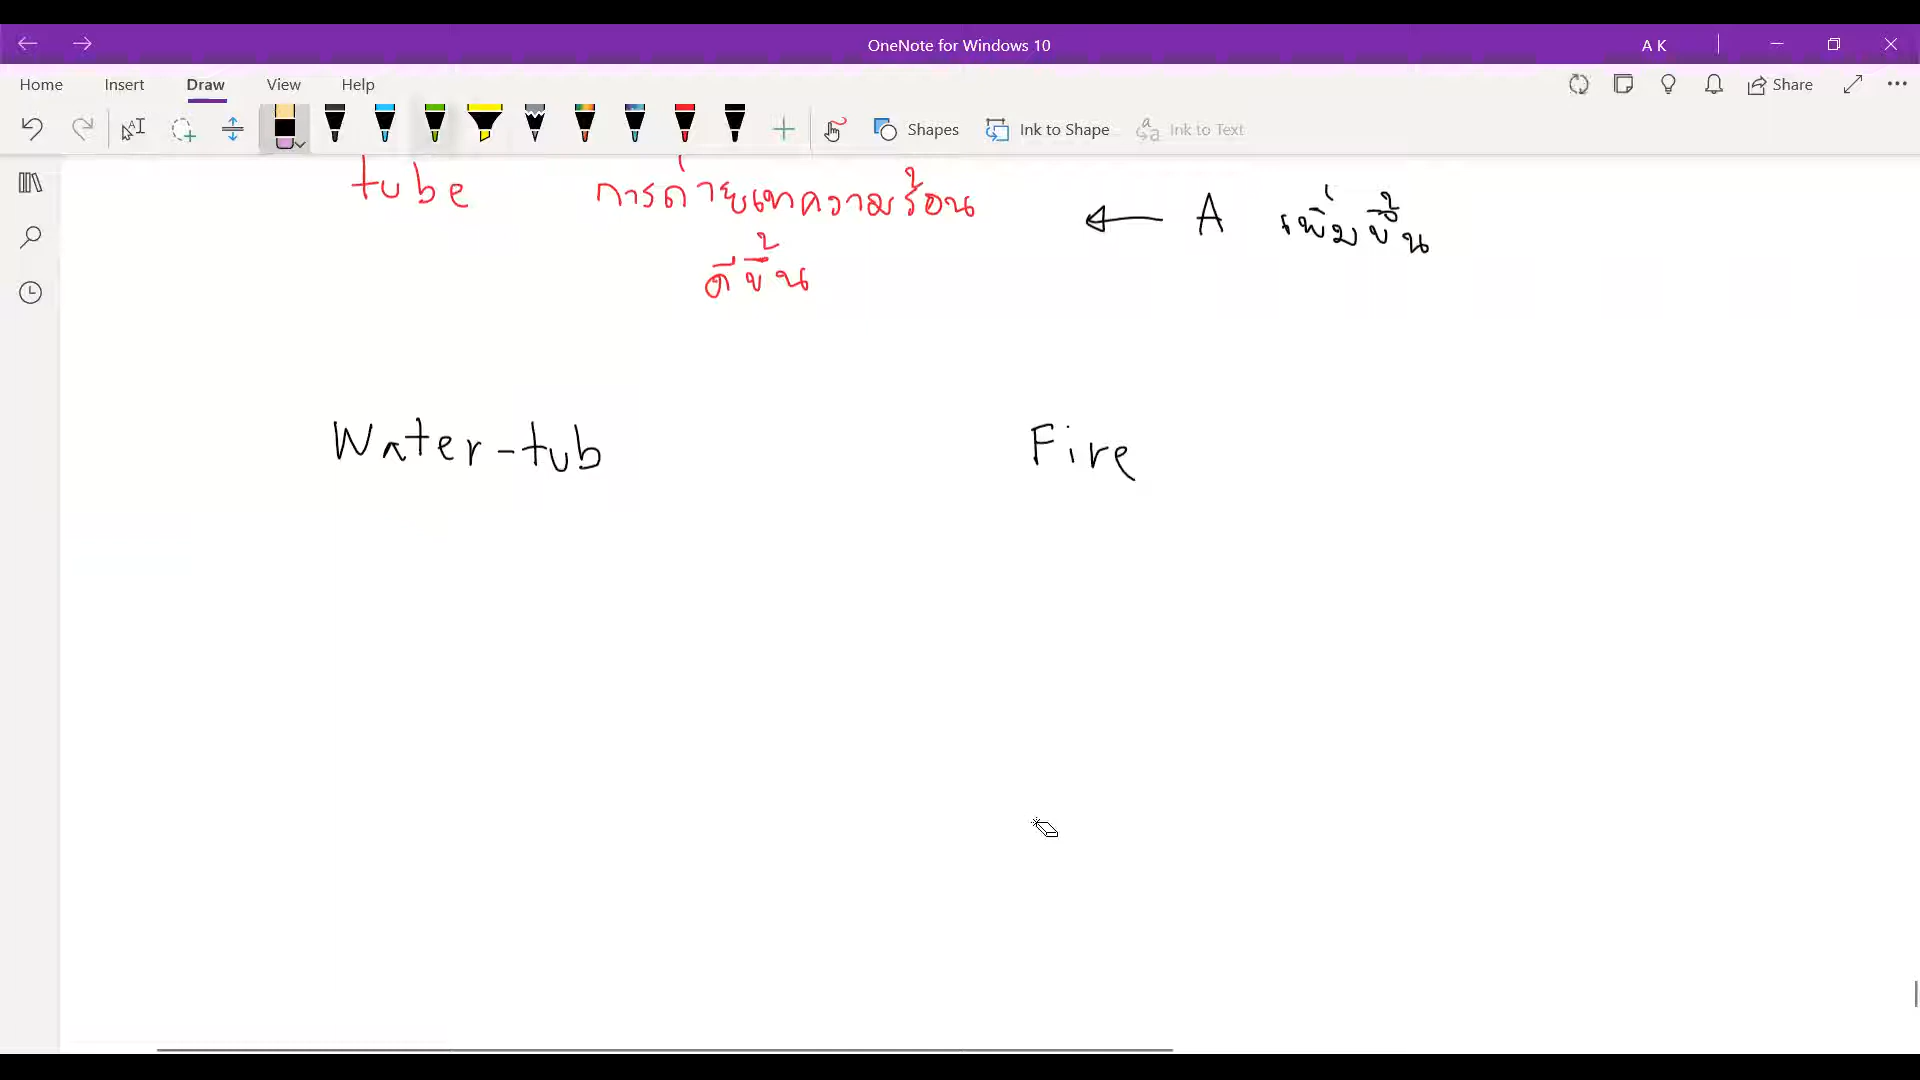 OneNote for Windows 10
A K
Home Insert Draw View Help
Share
Shapes
Ink to Shape
Ink to Text
tube
การถ่ายเทความร้อน
ดีขึ้น
A เพิ่มขึ้น
Water-tub
Fire